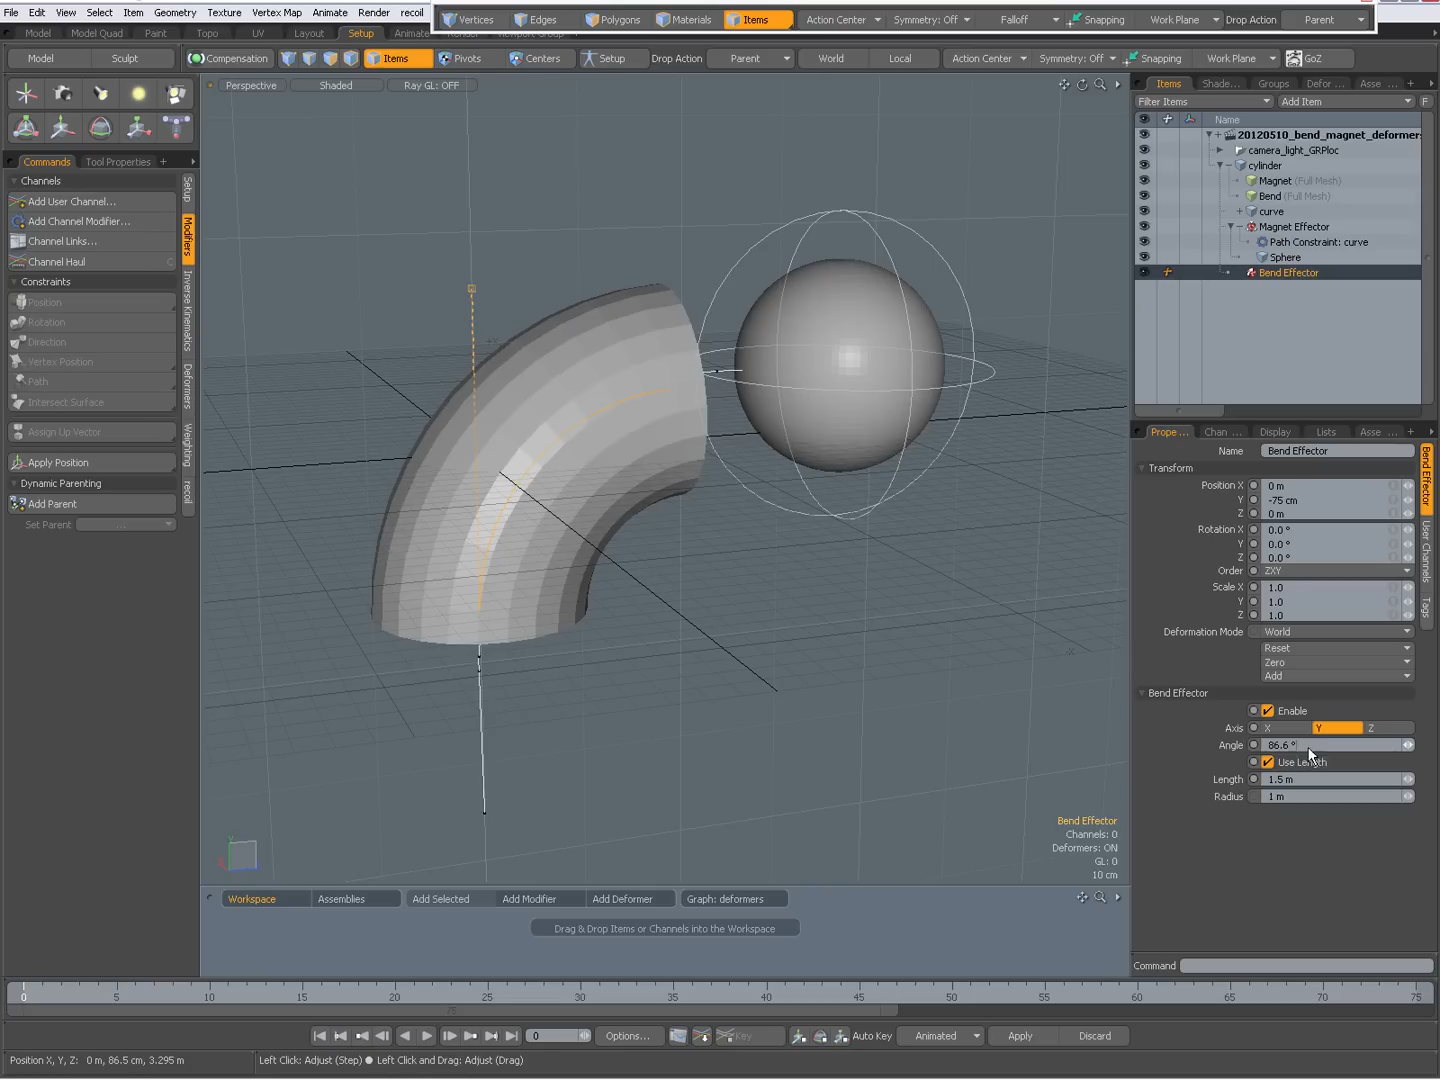 File Edit View Select Item Geometry Texture Vertex Map Animate Render recoil
Vertices Edges Polygons Materials Items Action Center Symmetry: Off Falloff Snapping Work Plane Drop Action Parent
Model Model Quad Paint Topo UV Layout Setup Animate
Model Sculpt Compensation Items Pivots Centers Setup Drop Action Parent World Local Action Center Symmetry: Off Snapping Work Plane GoZ
Perspective Shaded Ray GL: OFF
Items Shade... Groups Defor ... Asse ...
Filter Items Add Item F
Name
20120510_bend_magnet_deformer
camera_light_GRPloc
cylinder
Magnet (Full Mesh)
Bend (Full Mesh)
curve
Magnet Effector
Path Constraint: curve
Sphere
Bend Effector
Commands Tool Properties
Channels
Add User Channel...
Add Channel Modifier...
Channel Links...
Channel Haul C
Constraints
Position
Rotation
Direction
Vertex Position
Path
Intersect Surface
Assign Up Vector
Apply Position
Dynamic Parenting
Add Parent
Set Parent ...
Setup
Modifiers
Inverse Kinematics
Deformers
Weighting
recoil
Prope ... Chan ... Display Lists Asse ...
Name Bend Effector
Transform
Position X 0 m
Y -75 cm
Z 0 m
Rotation X 0.0 °
Y 0.0 °
Z 0.0 °
Order ZXY
Scale X 1.0
Y 1.0
Z 1.0
Deformation Mode World
Reset
Zero
Add
Bend Effector
Enable
Axis X Y Z
Angle 86.6 °
Use Length
Length 1.5 m
Radius 1 m
Bend Effector
User Channels
Tags
Bend Effector
Channels: 0
Deformers: ON
GL: 0
10 cm
Workspace Assemblies Add Selected Add Modifier Add Deformer Graph: deformers
Drag & Drop Items or Channels into the Workspace
Command
0 5 10 15 20 25 30 35 40 45 50 55 60 65 70 75
75
0 Options... Key Auto Key Animated Apply Discard
Position X, Y, Z: 0 m, 86.5 cm, 3.295 m Left Click: Adjust (Step) ● Left Click and Drag: Adjust (Drag)